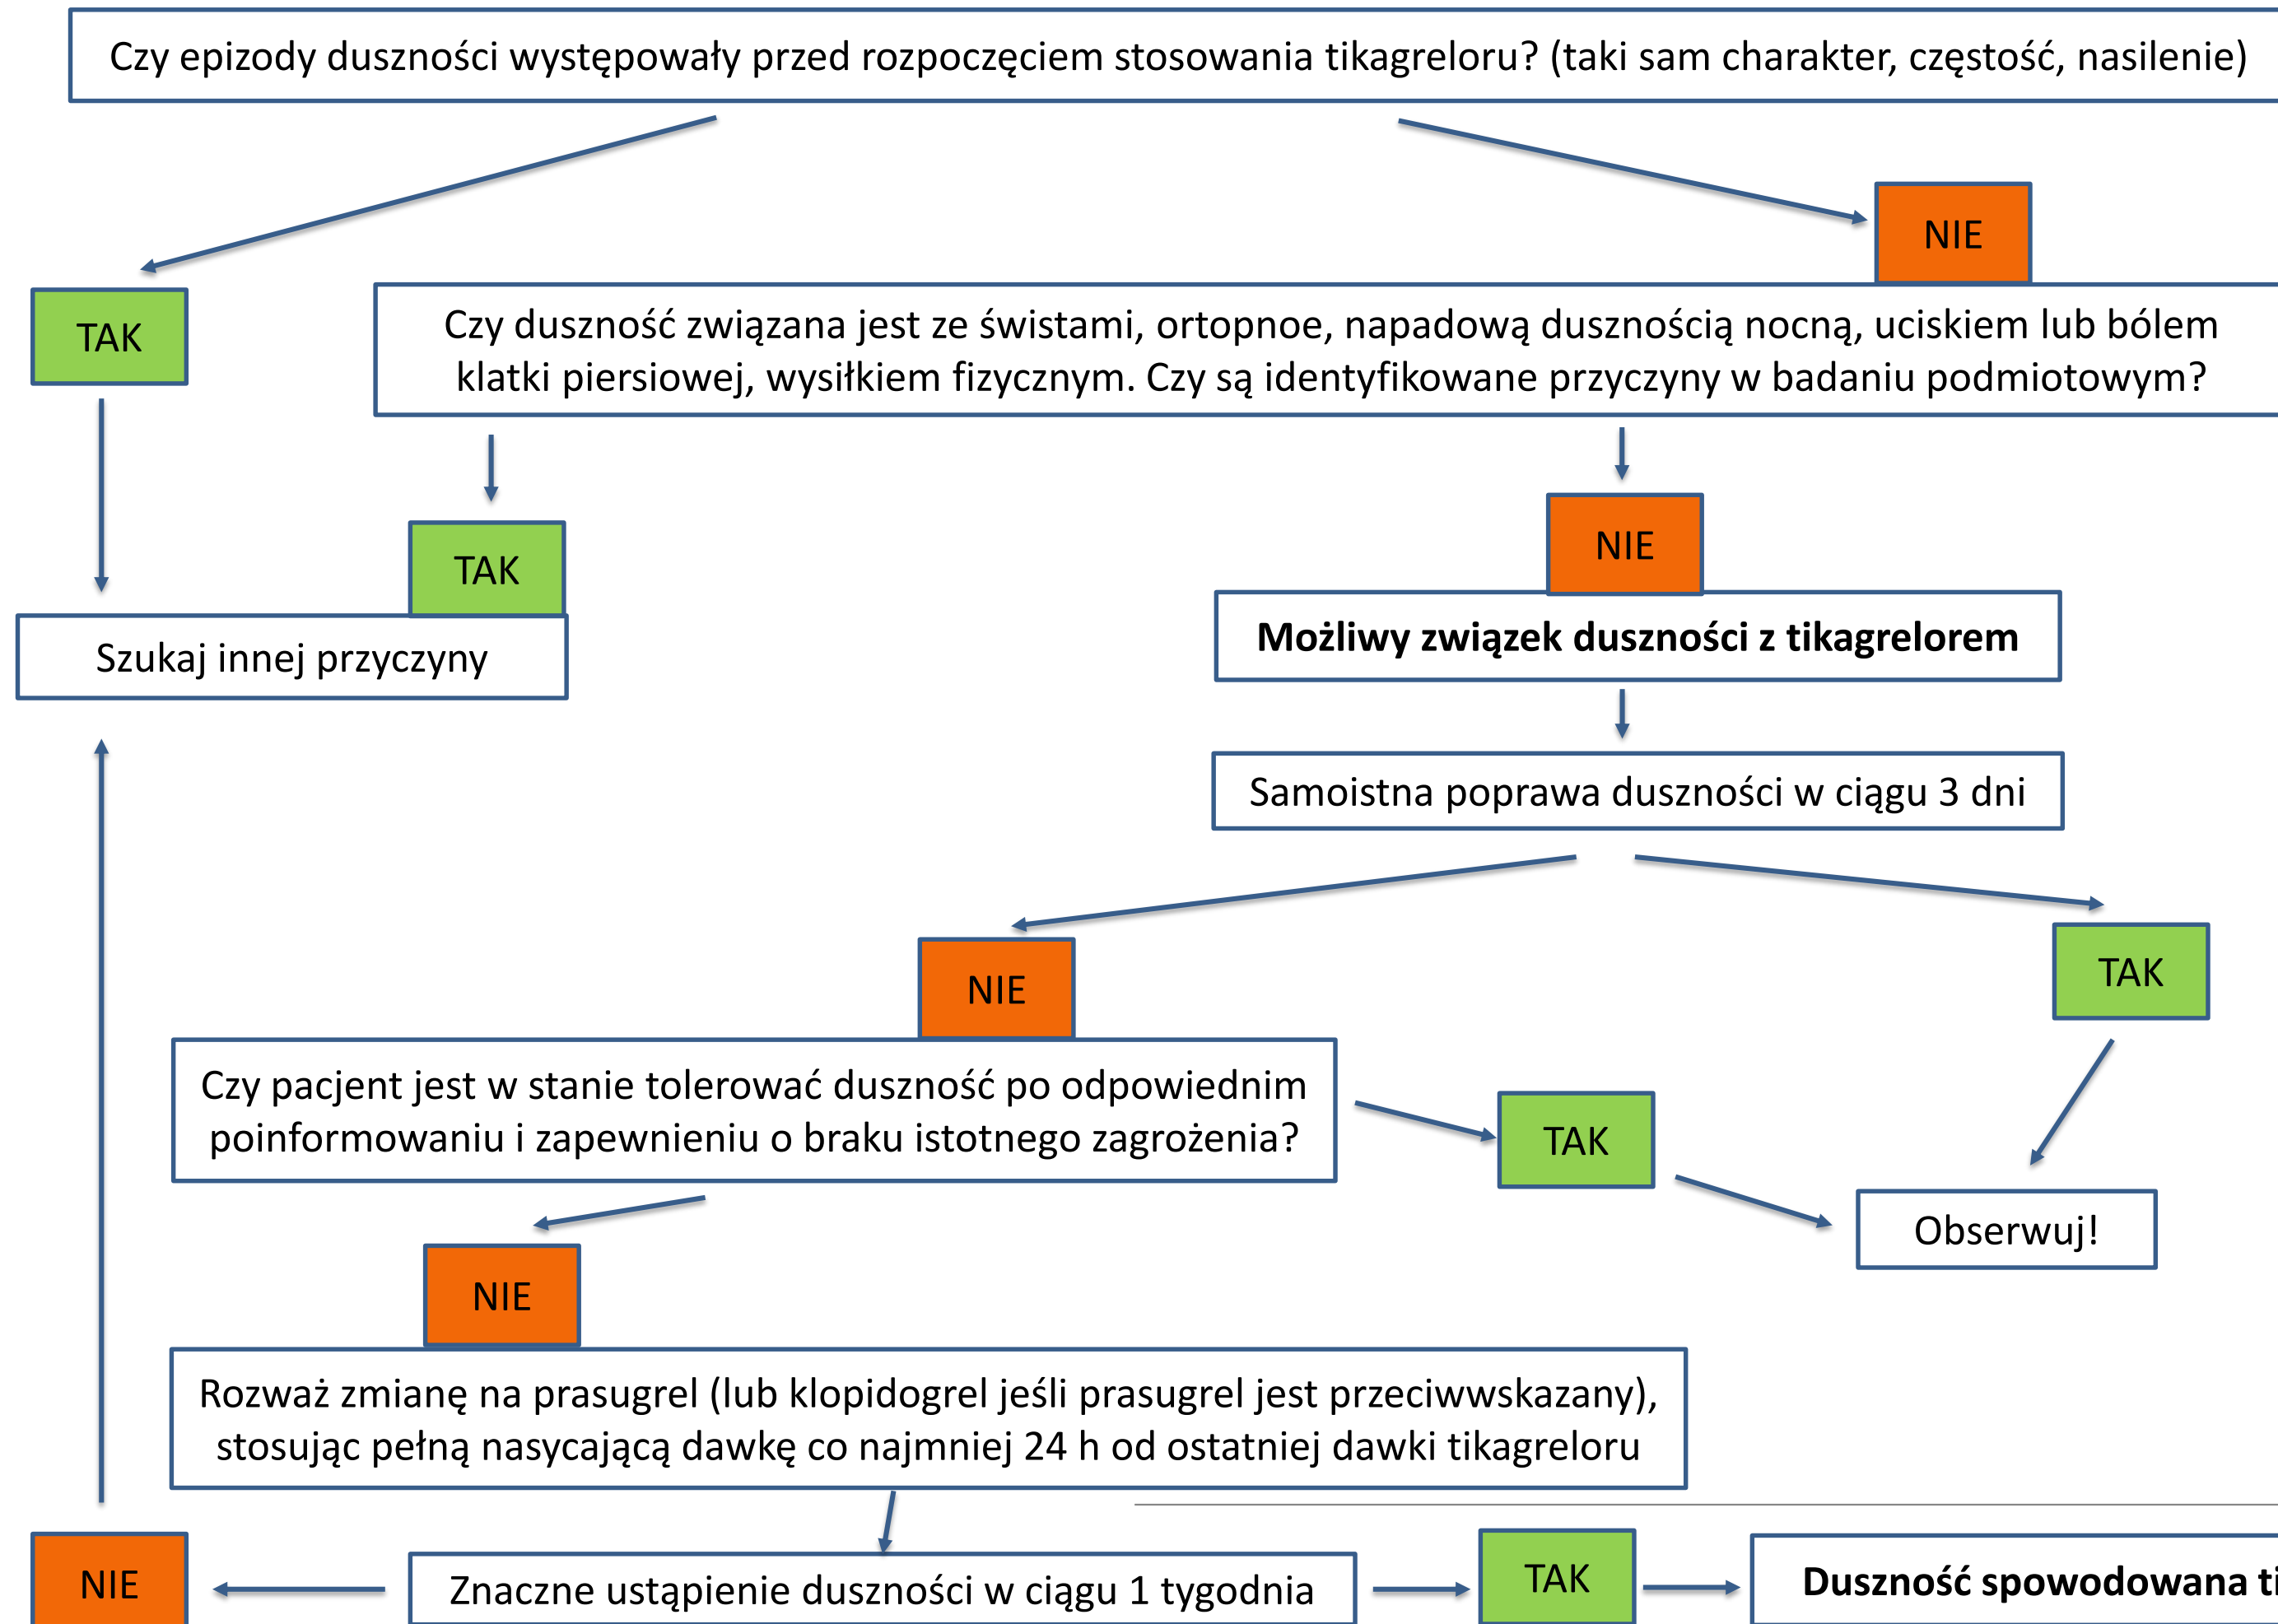 Czy epizody duszności występowały przed rozpoczęciem stosowania tikagreloru? (taki sam charakter, częstość, nasilenie)
NIE
TAK
Czy duszność związana jest ze świstami, ortopnoe, napadową dusznością nocną, uciskiem lub bólem
klatki piersiowej, wysiłkiem fizycznym. Czy są identyfikowane przyczyny w badaniu podmiotowym?
NIE
TAK
Szukaj innej przyczyny
Możliwy związek duszności z tikagrelorem
Samoistna poprawa duszności w ciągu 3 dni
NIE
TAK
Czy pacjent jest w stanie tolerować duszność po odpowiednim
poinformowaniu i zapewnieniu o braku istotnego zagrożenia?
TAK
Obserwuj!
NIE
Rozważ zmianę na prasugrel (lub klopidogrel jeśli prasugrel jest przeciwwskazany),
stosując pełną nasycającą dawkę co najmniej 24 h od ostatniej dawki tikagreloru
NIE
Znaczne ustąpienie duszności w ciągu 1 tygodnia
TAK
Duszność spowodowana